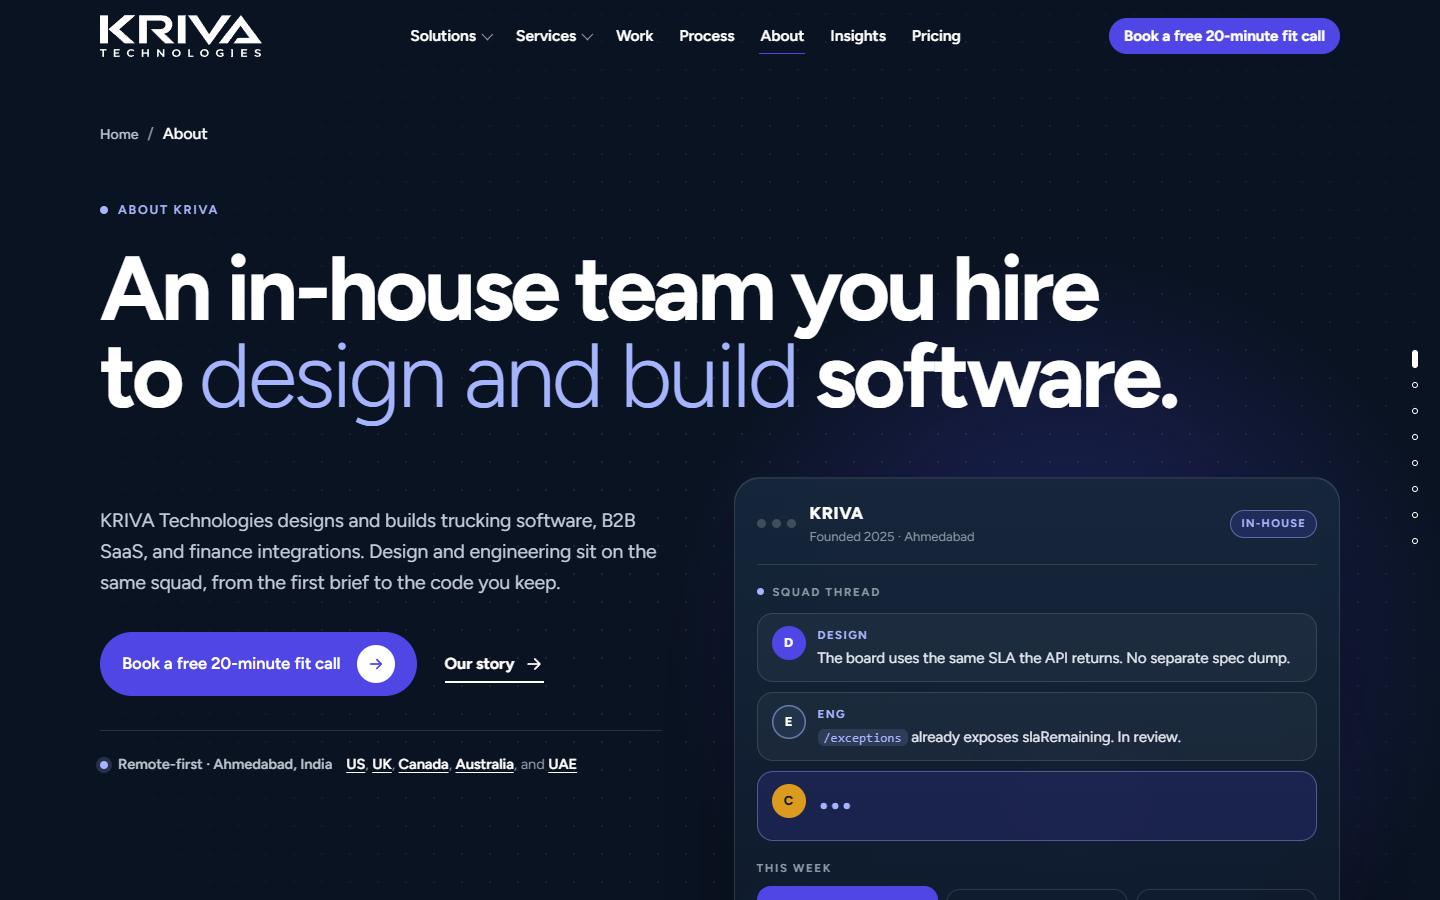 KRIVA
TECHNOLOGIES
Solutions Services Work Process About Insights Pricing
Book a free 20-minute fit call
Home / About
ABOUT KRIVA
An in-house team you hire
to design and build software.
KRIVA Technologies designs and builds trucking software, B2B
SaaS, and finance integrations. Design and engineering sit on the
same squad, from the first brief to the code you keep.
Book a free 20-minute fit call
Our story
Remote-first · Ahmedabad, India US, UK, Canada, Australia, and UAE
KRIVA
Founded 2025 · Ahmedabad
IN-HOUSE
SQUAD THREAD
D
DESIGN
The board uses the same SLA the API returns. No separate spec dump.
E
ENG
/exceptions already exposes slaRemaining. In review.
C
THIS WEEK